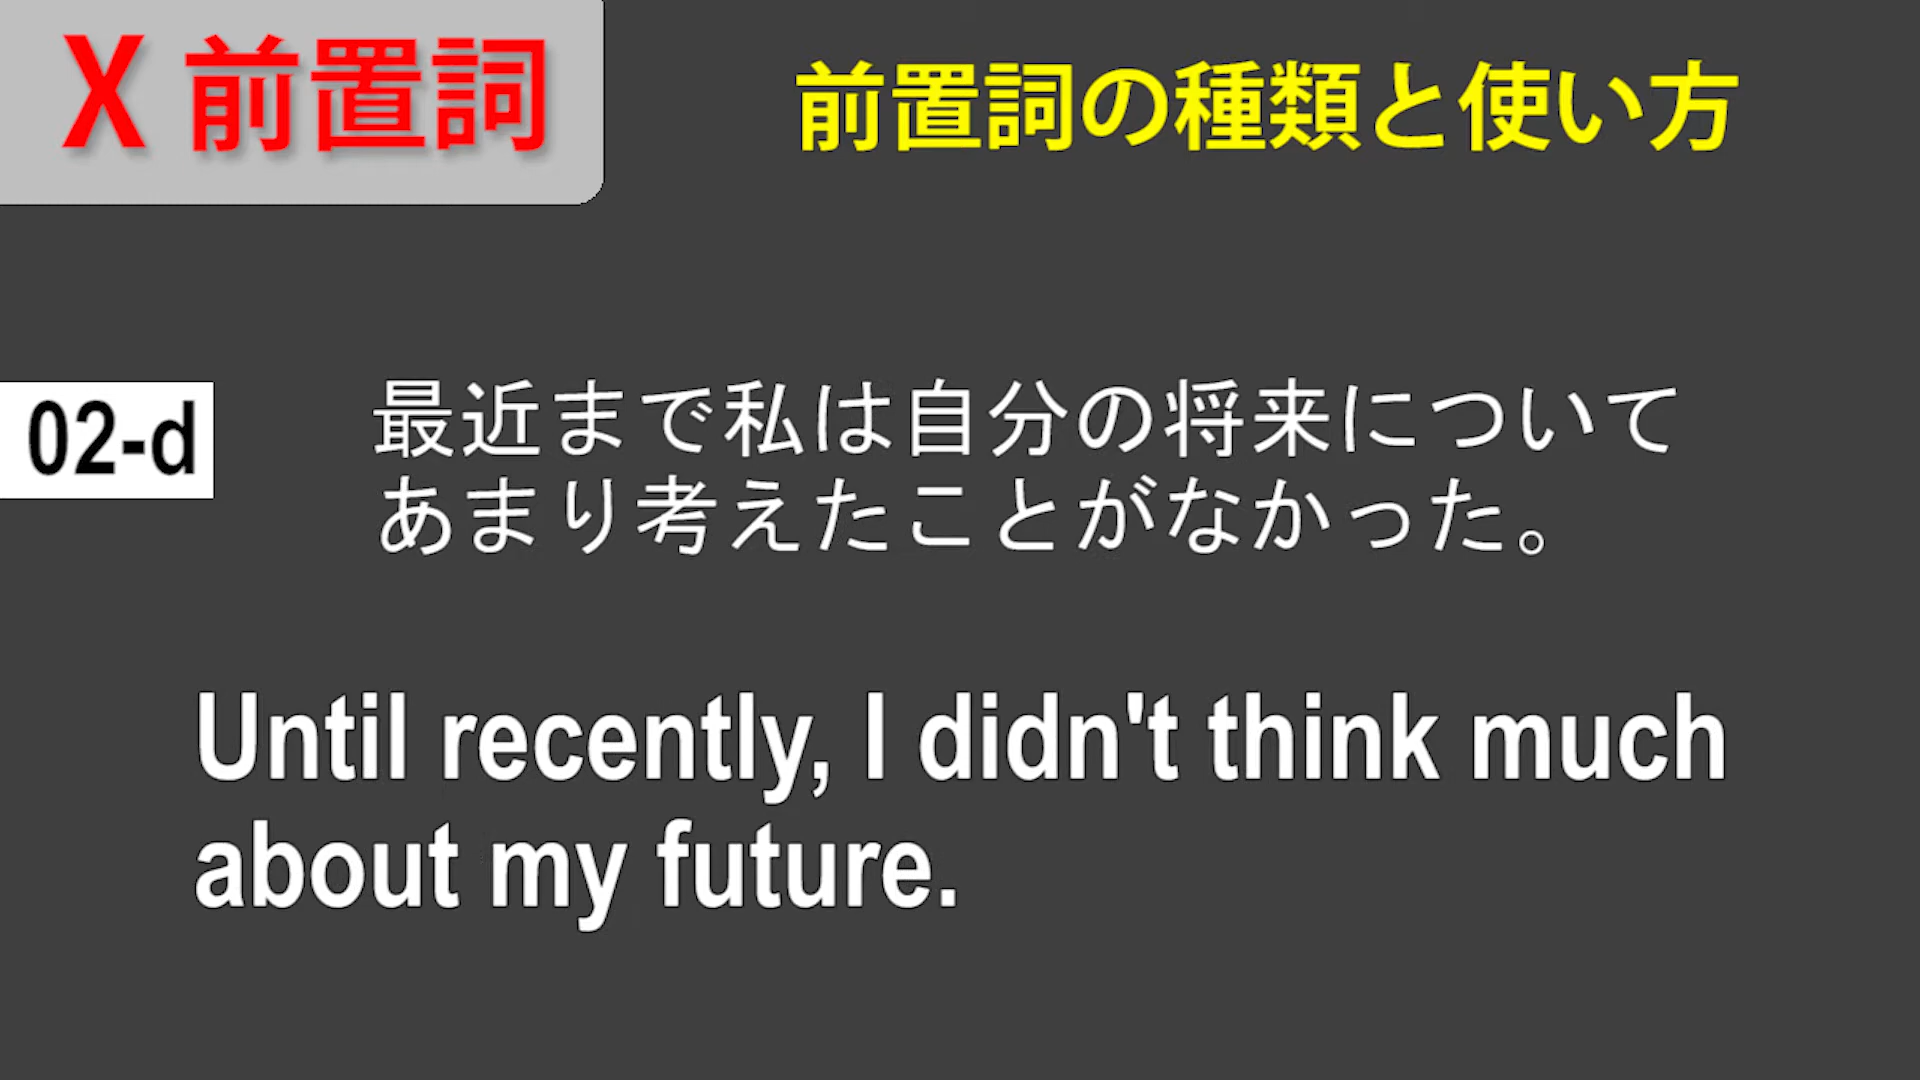 X 前置詞
前置詞の種類と使い方
02-d
最近まで私は自分の将来について
あまり考えたことがなかった。
Until recently, I didn't think much
about my future.